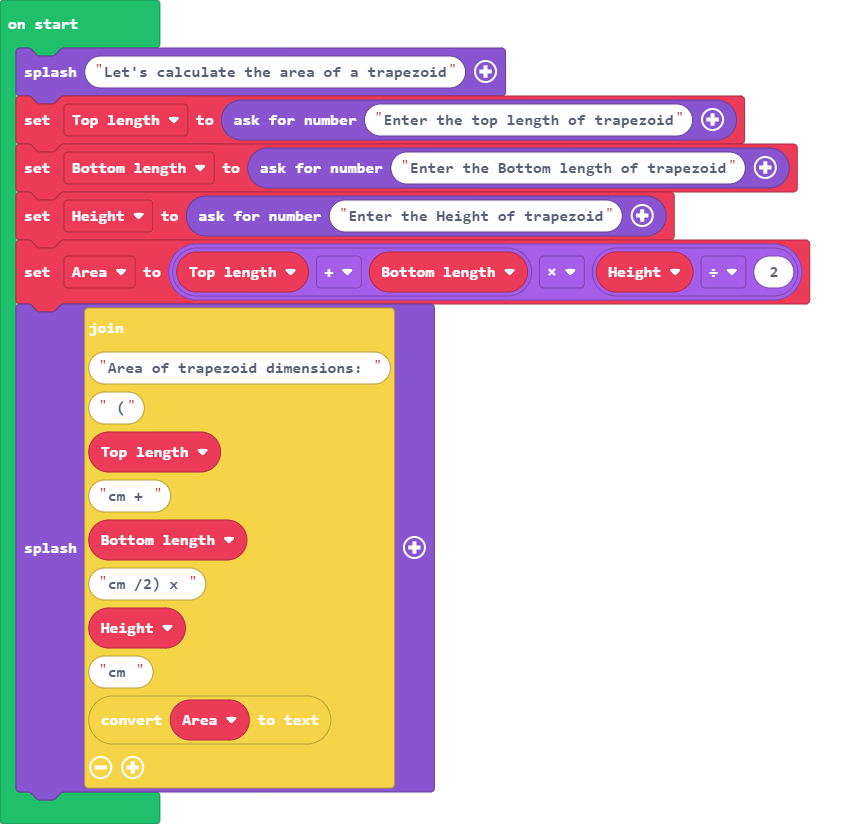 on start
splash "Let's calculate the area of a trapezoid"
set Top length to ask for number "Enter the top length of trapezoid"
set Bottom length to ask for number "Enter the Bottom length of trapezoid"
set Height to ask for number "Enter the Height of trapezoid"
set Area to Top length + Bottom length × Height ÷ 2
join
"Area of trapezoid dimensions: "
" ("
Top length
"cm + "
splash Bottom length
"cm /2) x "
Height
"cm "
convert Area to text